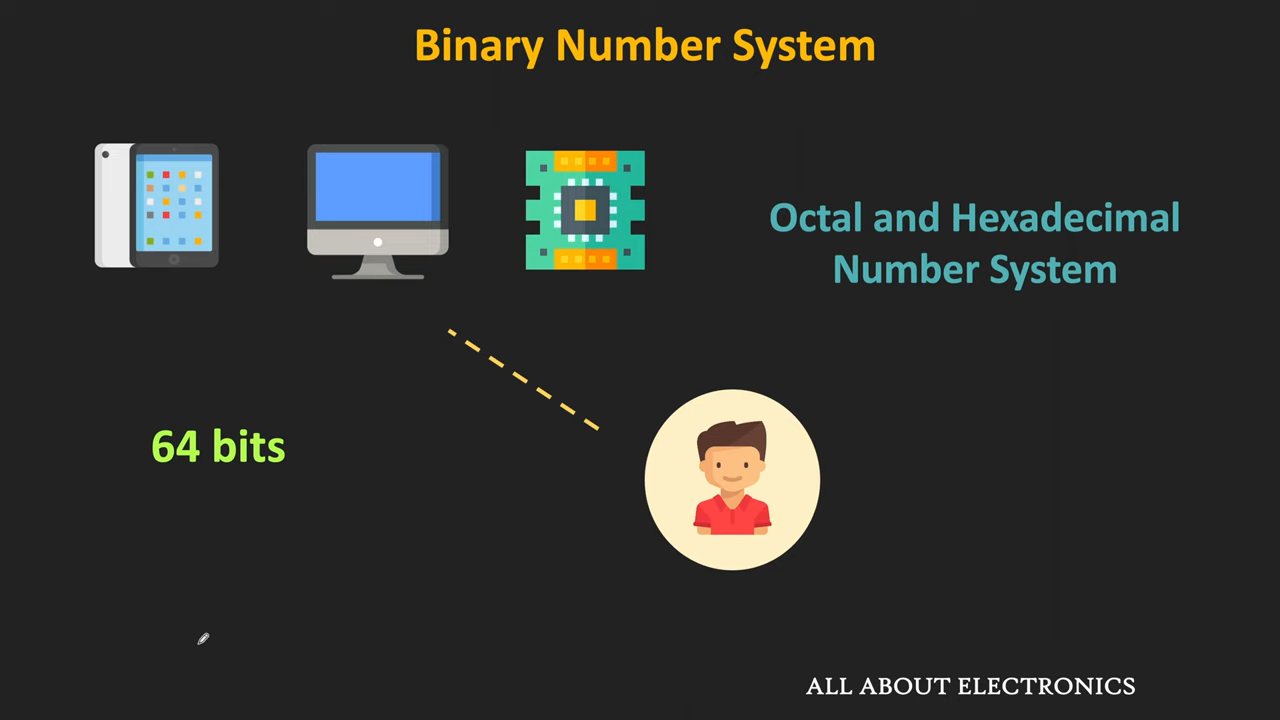 Binary Number System
Octal and Hexadecimal
Number System
64 bits
ALL ABOUT ELECTRONICS